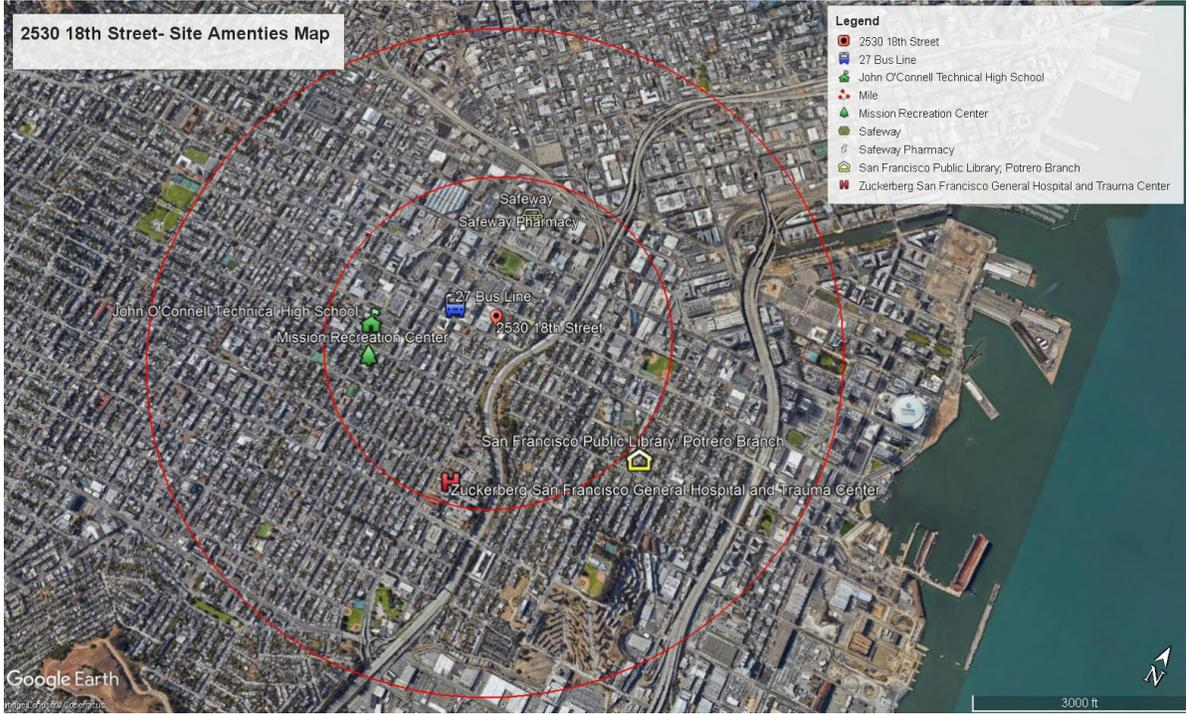 2530 18th Street- Site Amenties Map
Legend
2530 18th Street
27 Bus Line
John O'Connell Technical High School
Mile
Mission Recreation Center
Safeway
Safeway Pharmacy
San Francisco Public Library; Potrero Branch
Zuckerberg San Francisco General Hospital and Trauma Center
Safeway
Safeway Pharmacy
27 Bus Line
John O'Connell Technical High School
2530 18th Street
Mission Recreation Center
San Francisco Public Library; Potrero Branch
Zuckerberg San Francisco General Hospital and Trauma Center
Google Earth
Image Landsat / Copernicus
N
3000 ft